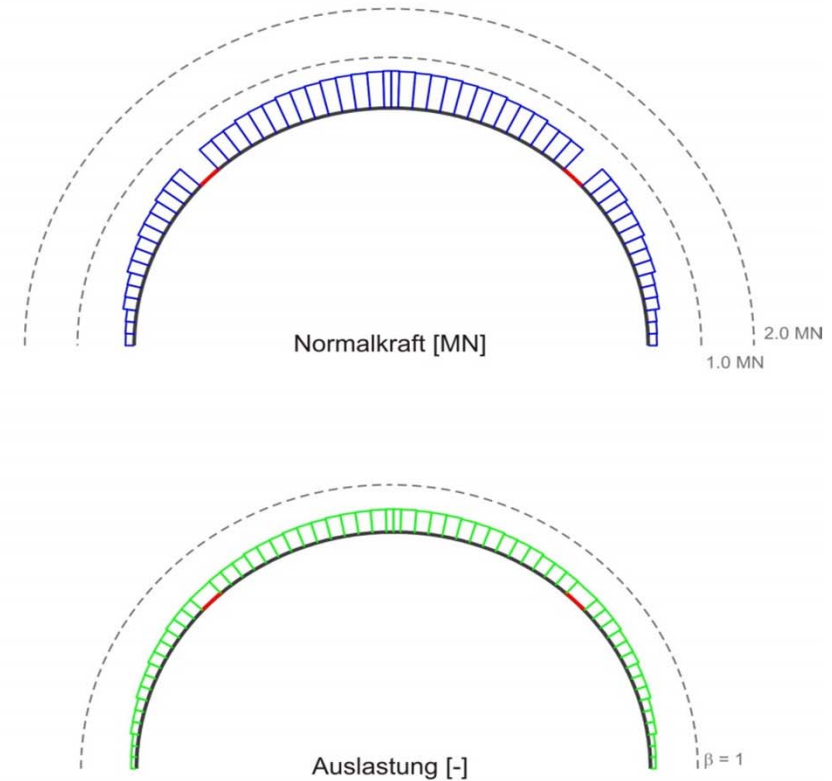 Normalkraft [MN]
2.0 MN
1.0 MN
Auslastung [-]
β = 1